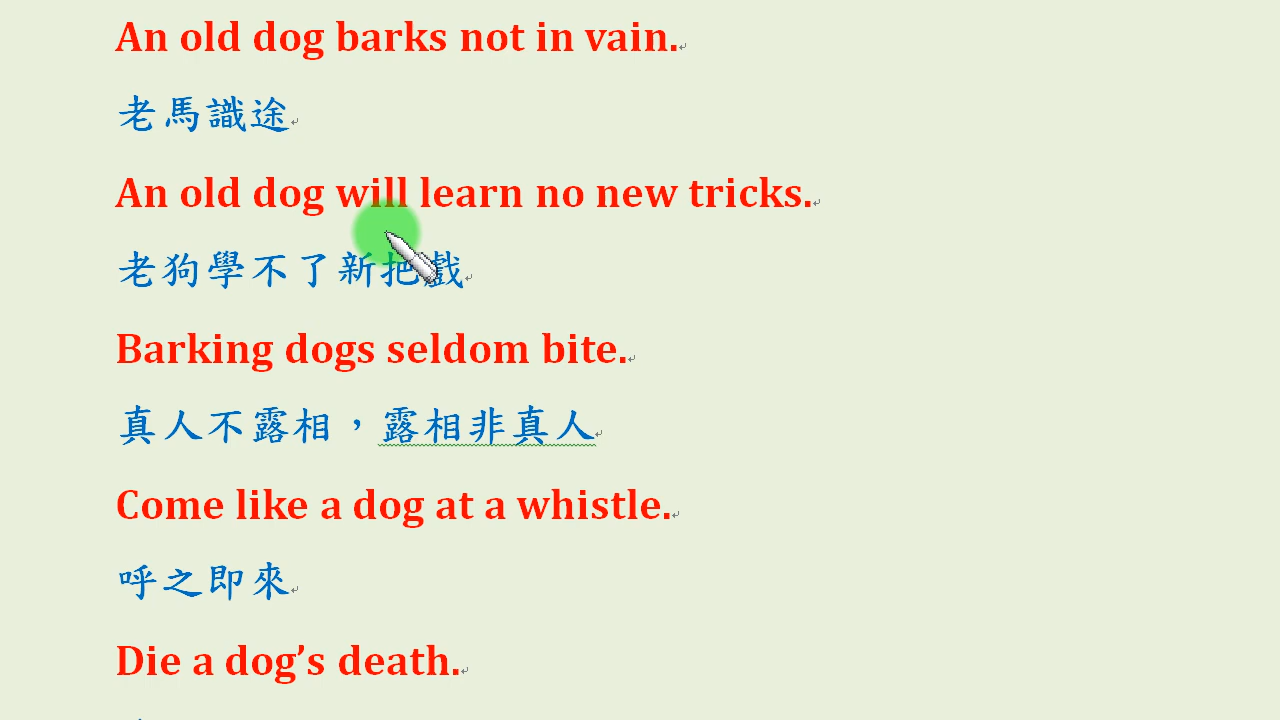 An old dog barks not in vain.
老馬識途
An old dog will learn no new tricks.
老狗學不了新把戲
Barking dogs seldom bite.
真人不露相，露相非真人
Come like a dog at a whistle.
呼之即來
Die a dog’s death.